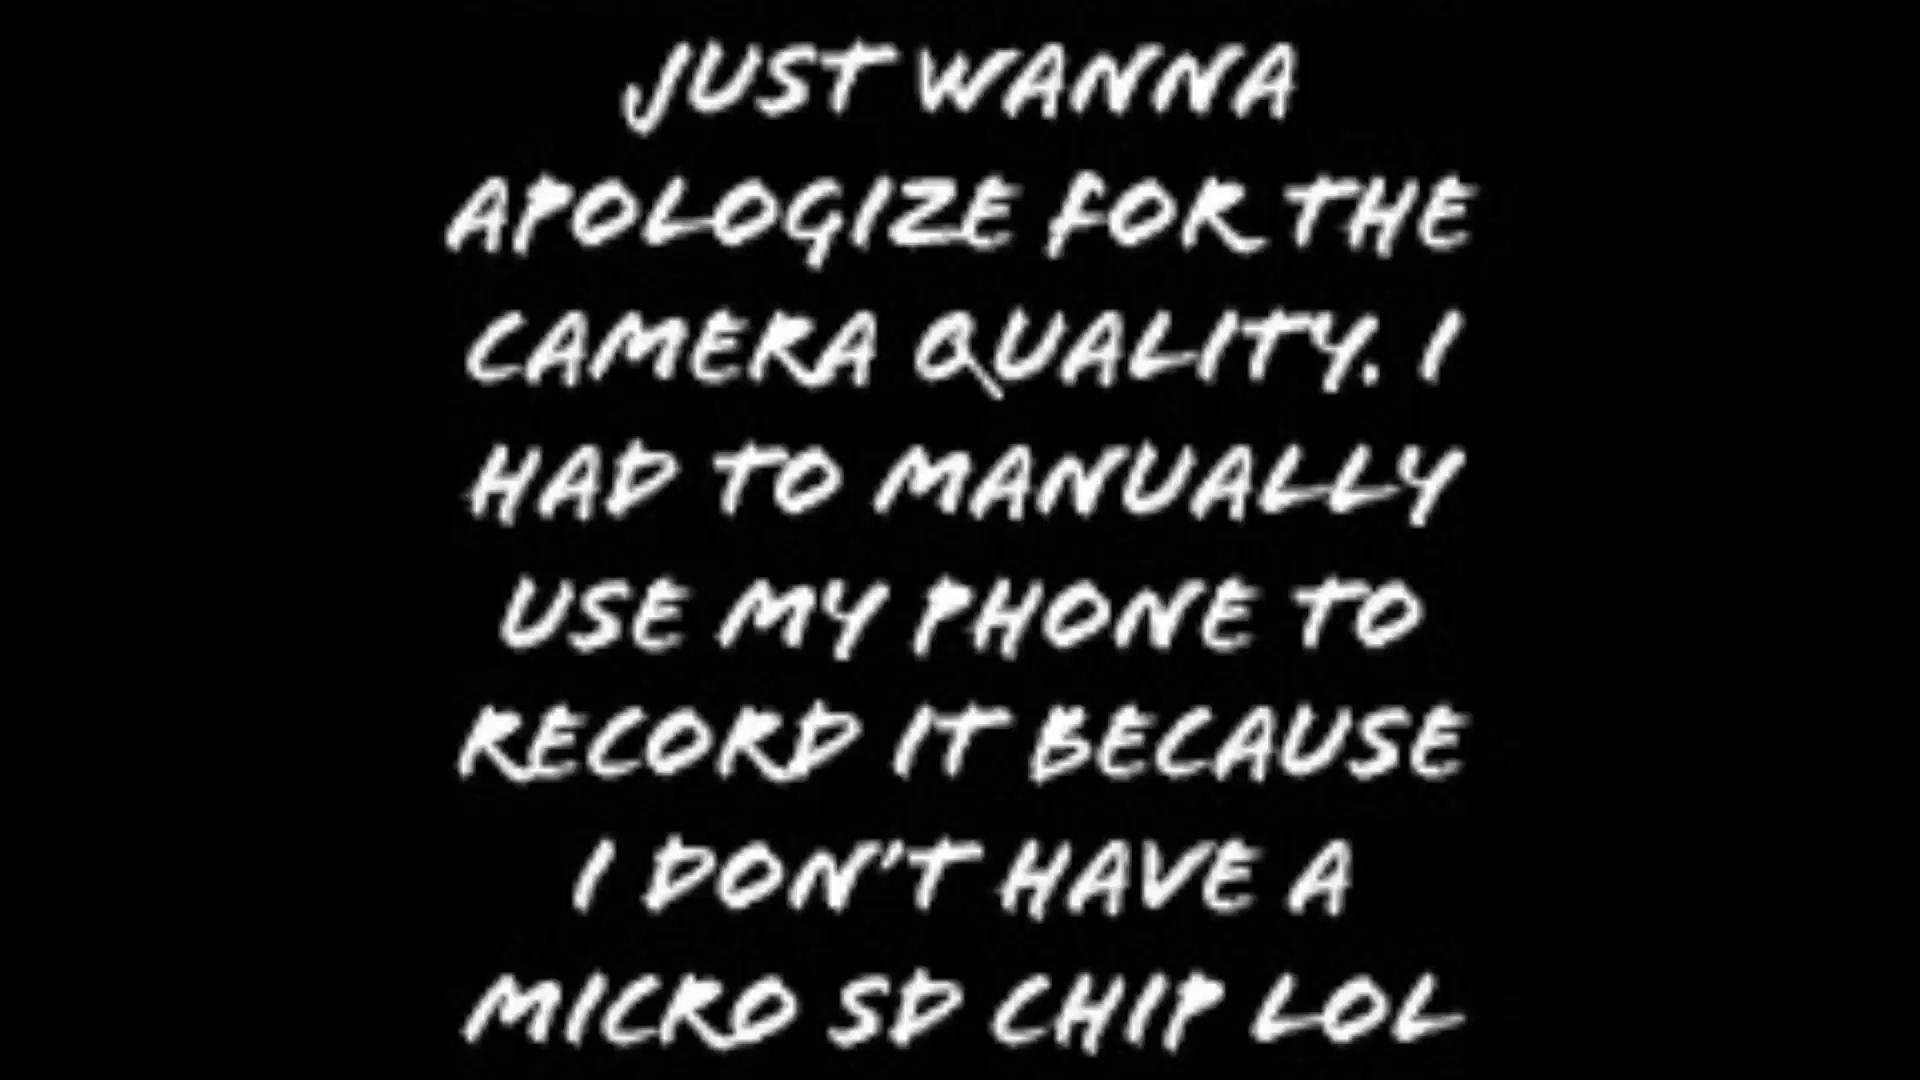 JUST WANNA
APOLOGIZE FOR THE
CAMERA QUALITY. I
HAD TO MANUALLY
USE MY PHONE TO
RECORD IT BECAUSE
I DON'T HAVE A
MICRO SD CHIP LOL